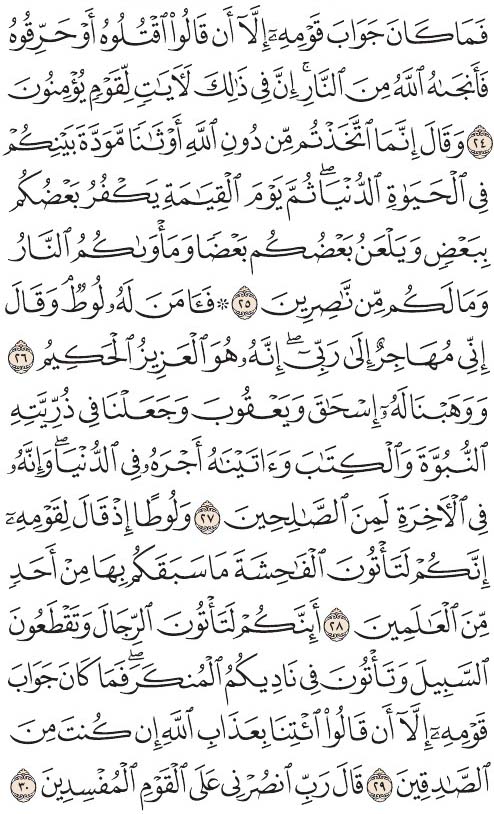 فَمَا كَانَ جَوَابَ قَوْمِهِۦٓ إِلَّآ أَن قَالُواْ ٱقۡتُلُوهُ أَوۡ حَرِّقُوهُ
فَأَنجَىٰهُ ٱللَّهُ مِنَ ٱلنَّارِۚ إِنَّ فِي ذَٰلِكَ لَأٓيَٰتٖ لِّقَوۡمٖ يُؤۡمِنُونَ
٢٤ وَقَالَ إِنَّمَا ٱتَّخَذۡتُم مِّن دُونِ ٱللَّهِ أَوۡثَٰنٗا مَّوَدَّةَ بَيۡنِكُمۡ
فِي ٱلۡحَيَوٰةِ ٱلدُّنۡيَاۖ ثُمَّ يَوۡمَ ٱلۡقِيَٰمَةِ يَكۡفُرُ بَعۡضُكُم
بِبَعۡضٖ وَيَلۡعَنُ بَعۡضُكُم بَعۡضٗا وَمَأۡوَىٰكُمُ ٱلنَّارُ
وَمَا لَكُم مِّن نَّٰصِرِينَ ٢٥ ۞ فَـَٔامَنَ لَهُۥ لُوطٞۘ وَقَالَ
إِنِّي مُهَاجِرٌ إِلَىٰ رَبِّيٓۖ إِنَّهُۥ هُوَ ٱلۡعَزِيزُ ٱلۡحَكِيمُ ٢٦
وَوَهَبۡنَا لَهُۥٓ إِسۡحَٰقَ وَيَعۡقُوبَ وَجَعَلۡنَا فِي ذُرِّيَّتِهِ
ٱلنُّبُوَّةَ وَٱلۡكِتَٰبَ وَءَاتَيۡنَٰهُ أَجۡرَهُۥ فِي ٱلدُّنۡيَاۖ وَإِنَّهُۥ
فِي ٱلۡأٓخِرَةِ لَمِنَ ٱلصَّٰلِحِينَ ٢٧ وَلُوطًا إِذۡ قَالَ لِقَوۡمِهِۦٓ
إِنَّكُمۡ لَتَأۡتُونَ ٱلۡفَٰحِشَةَ مَا سَبَقَكُم بِهَا مِنۡ أَحَدٖ
مِّنَ ٱلۡعَٰلَمِينَ ٢٨ أَئِنَّكُمۡ لَتَأۡتُونَ ٱلرِّجَالَ وَتَقۡطَعُونَ
ٱلسَّبِيلَ وَتَأۡتُونَ فِي نَادِيكُمُ ٱلۡمُنكَرَۖ فَمَا كَانَ جَوَابَ
قَوۡمِهِۦٓ إِلَّآ أَن قَالُواْ ٱئۡتِنَا بِعَذَابِ ٱللَّهِ إِن كُنتَ مِنَ
ٱلصَّٰدِقِينَ ٢٩ قَالَ رَبِّ ٱنصُرۡنِي عَلَى ٱلۡقَوۡمِ ٱلۡمُفۡسِدِينَ ٣٠